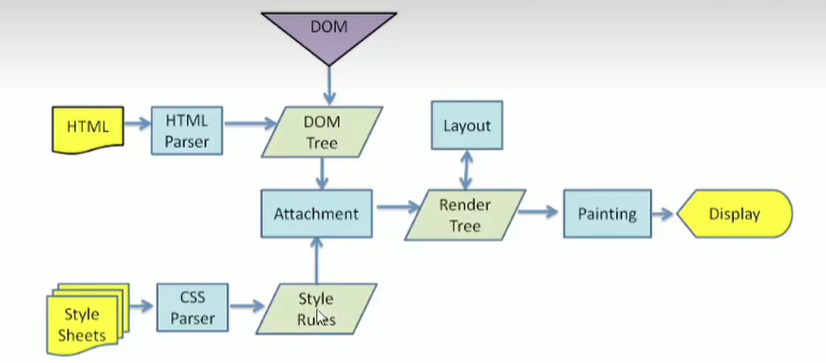 DOM
HTML
HTML
Parser
DOM
Tree
Layout
Attachment
Render
Tree
Painting
Display
Style
Sheets
CSS
Parser
Style
Rules